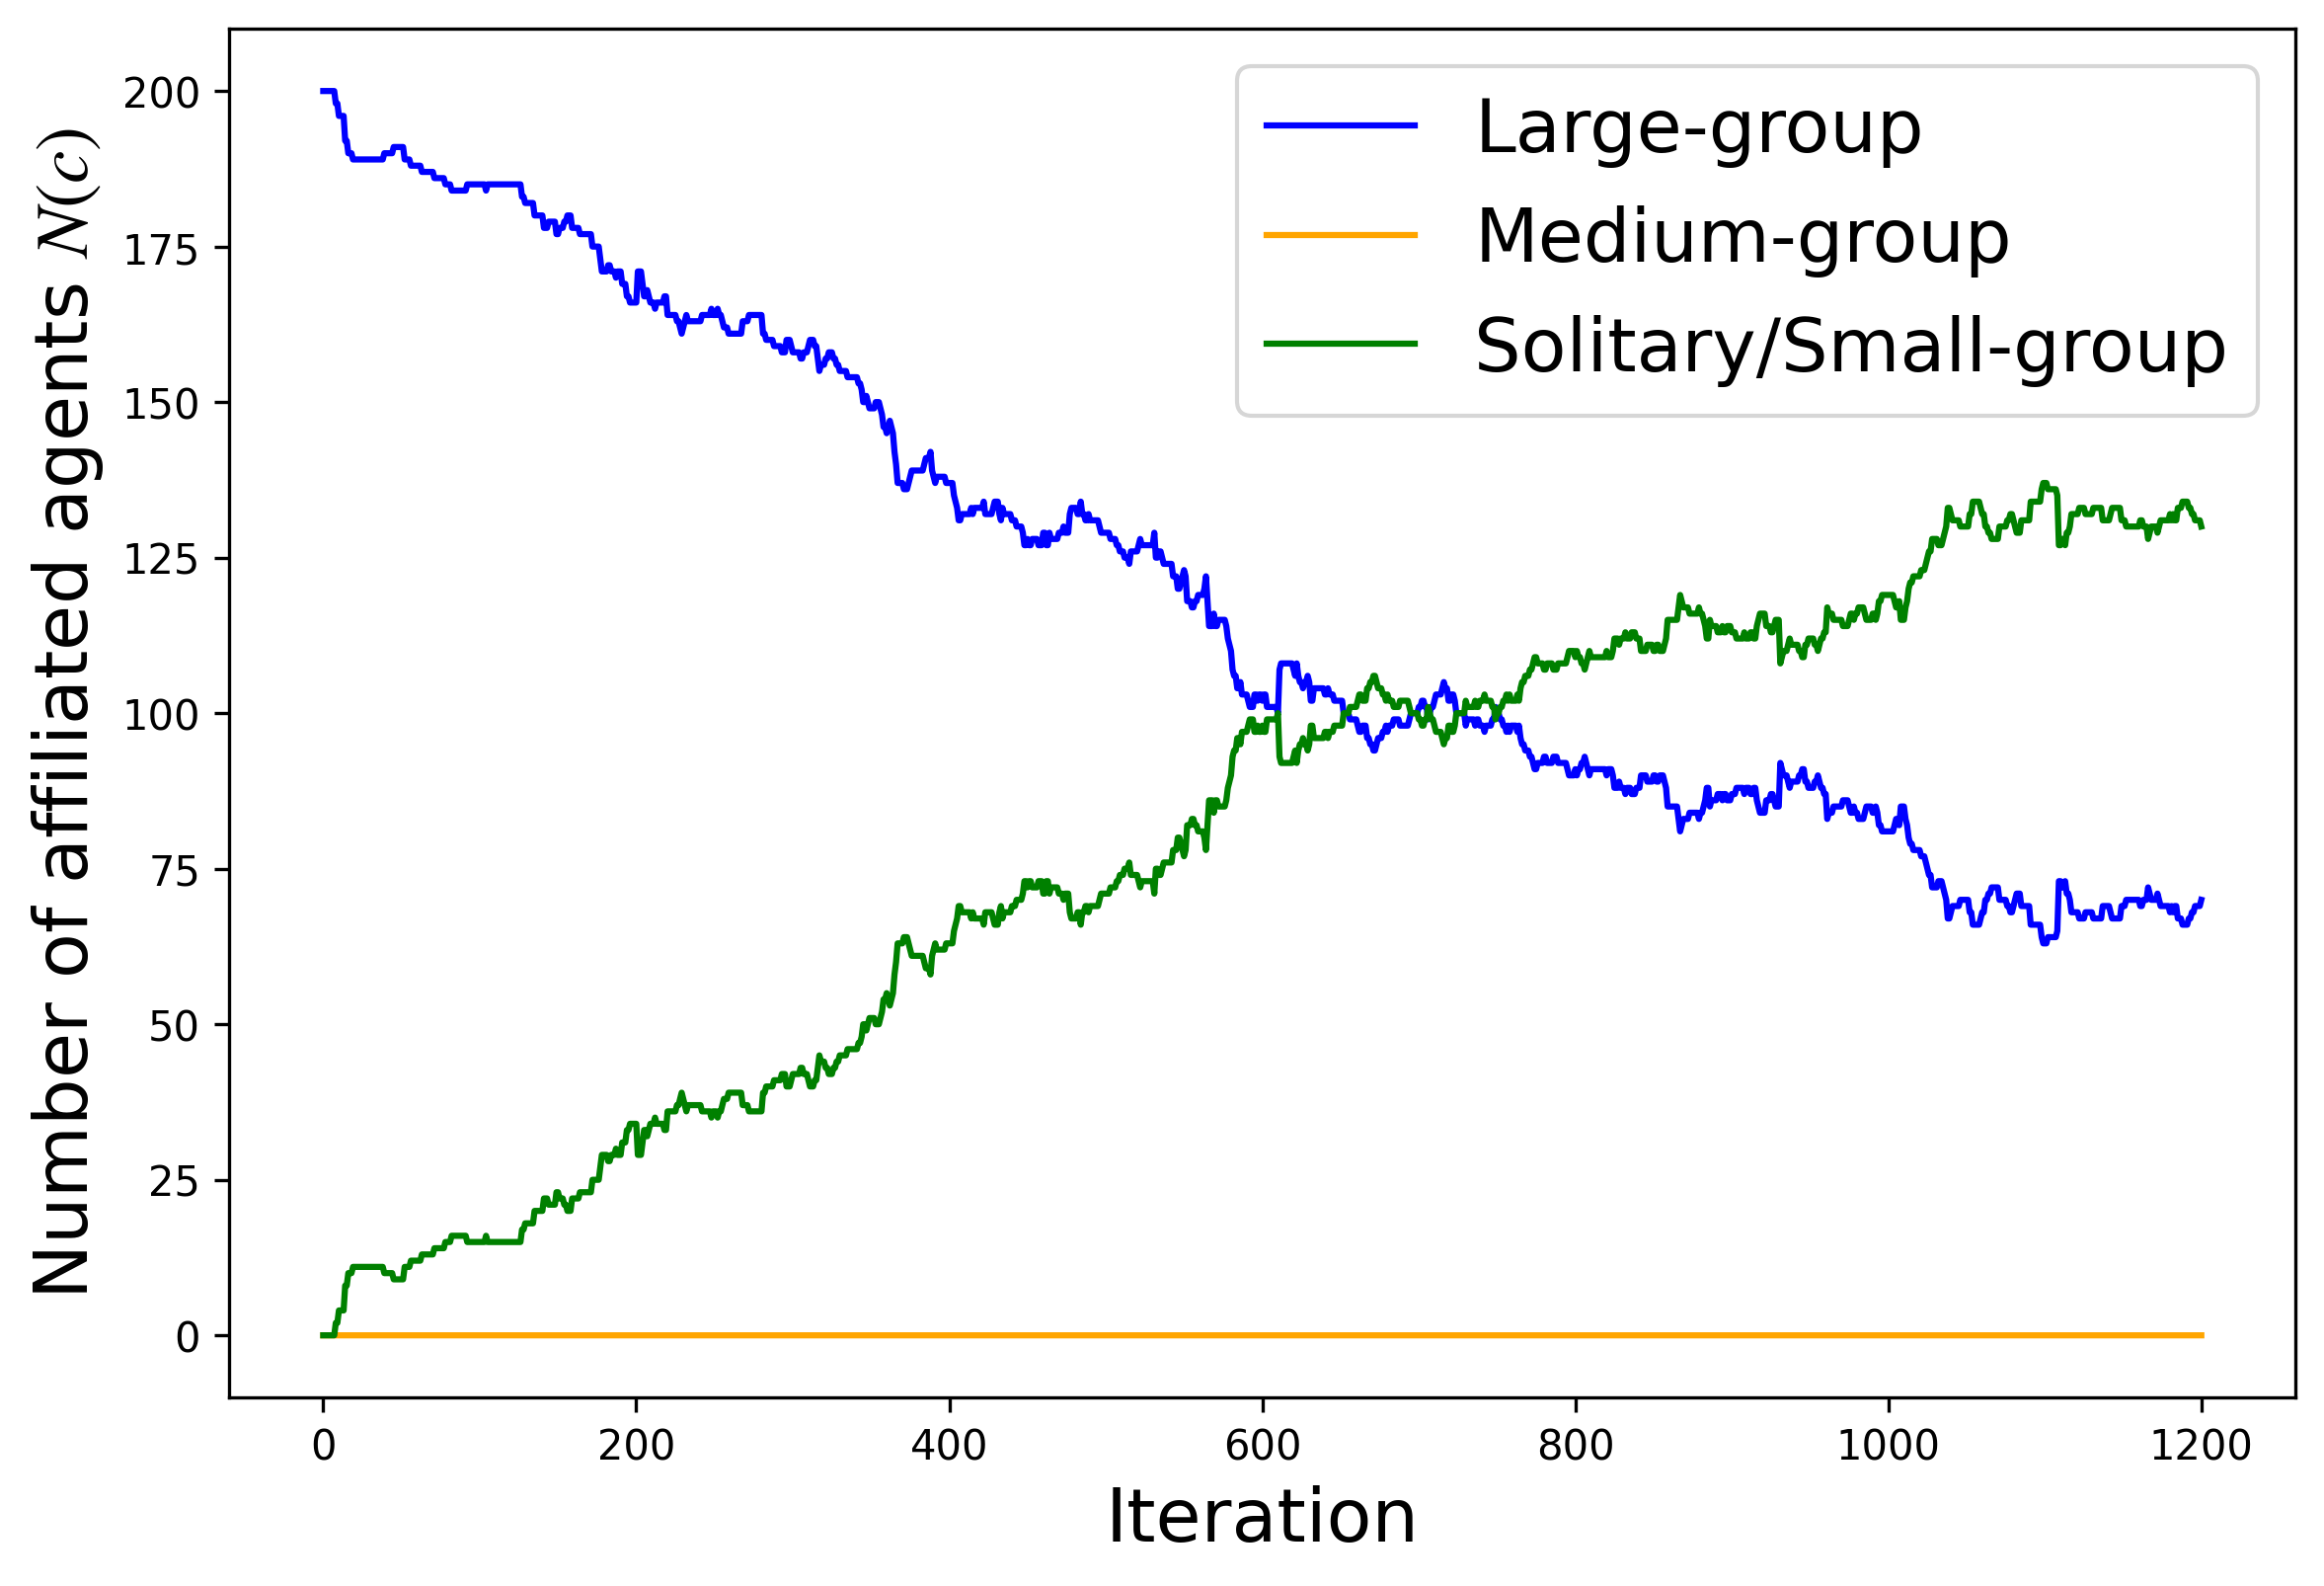 Number of affiliated agents N(c)
200
175
150
125
100
75
50
25
0
Large-group
Medium-group
Solitary/Small-group
0 200 400 600 800 1000 1200
Iteration